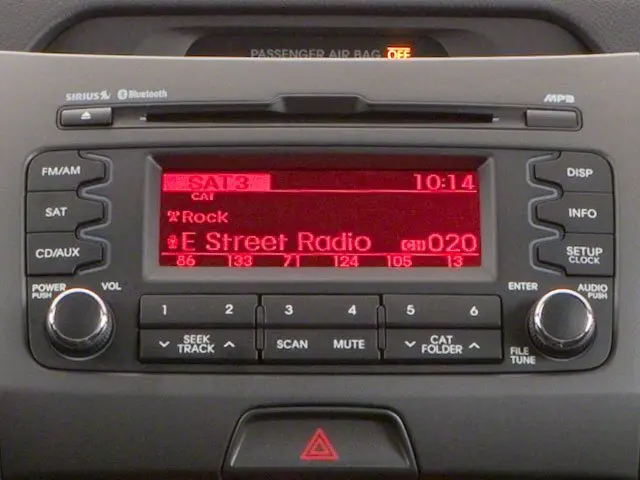 PASSENGER AIR BAG OFF
SIRIUS Bluetooth MP3
FM/AM
SAT
CD/AUX
SAT3 10:14
CAT
Rock
E Street Radio CH 020
86 133 71 124 105 13
DISP
INFO
SETUP
CLOCK
POWER
PUSH
VOL
1 2 3 4 5 6
SEEK
TRACK
SCAN
MUTE
CAT
FOLDER
ENTER
AUDIO
PUSH
FILE
TUNE